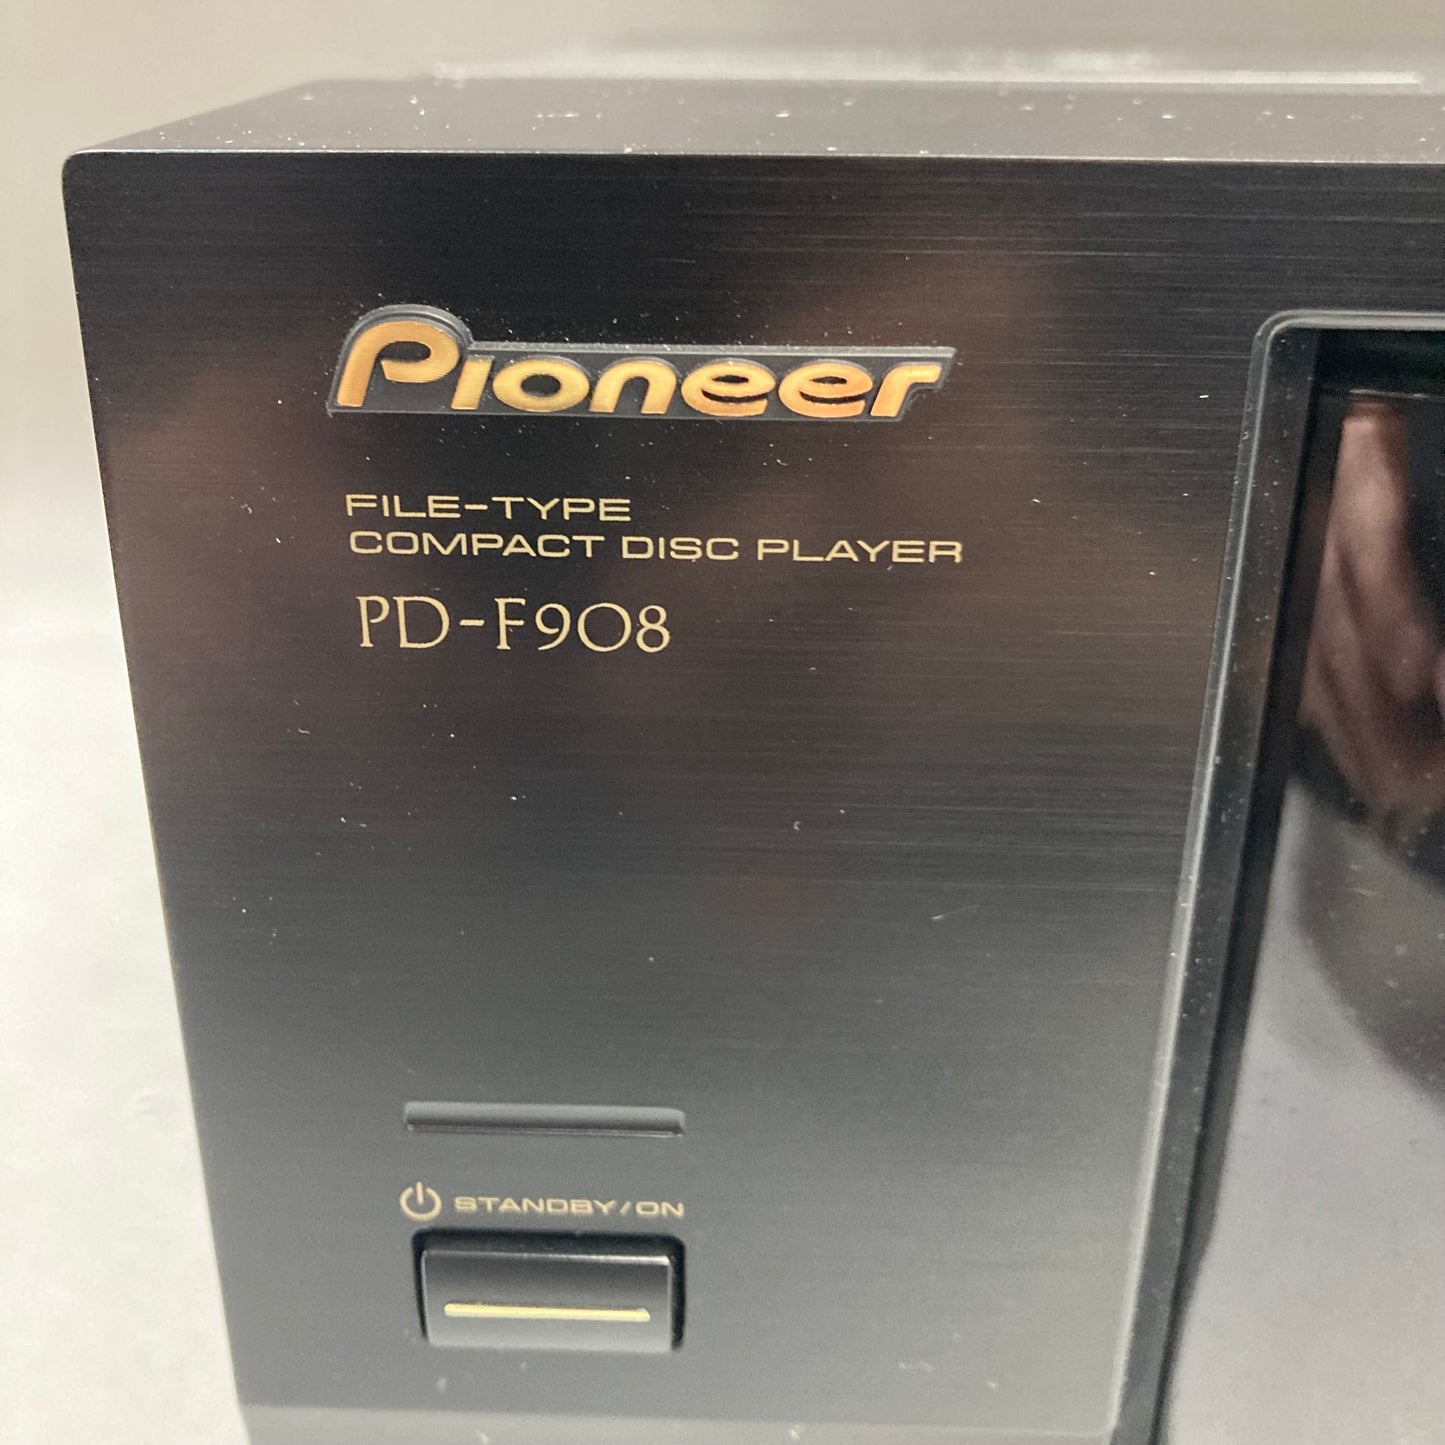 Pioneer
FILE-TYPE
COMPACT DISC PLAYER
PD-F908
STANDBY/ON